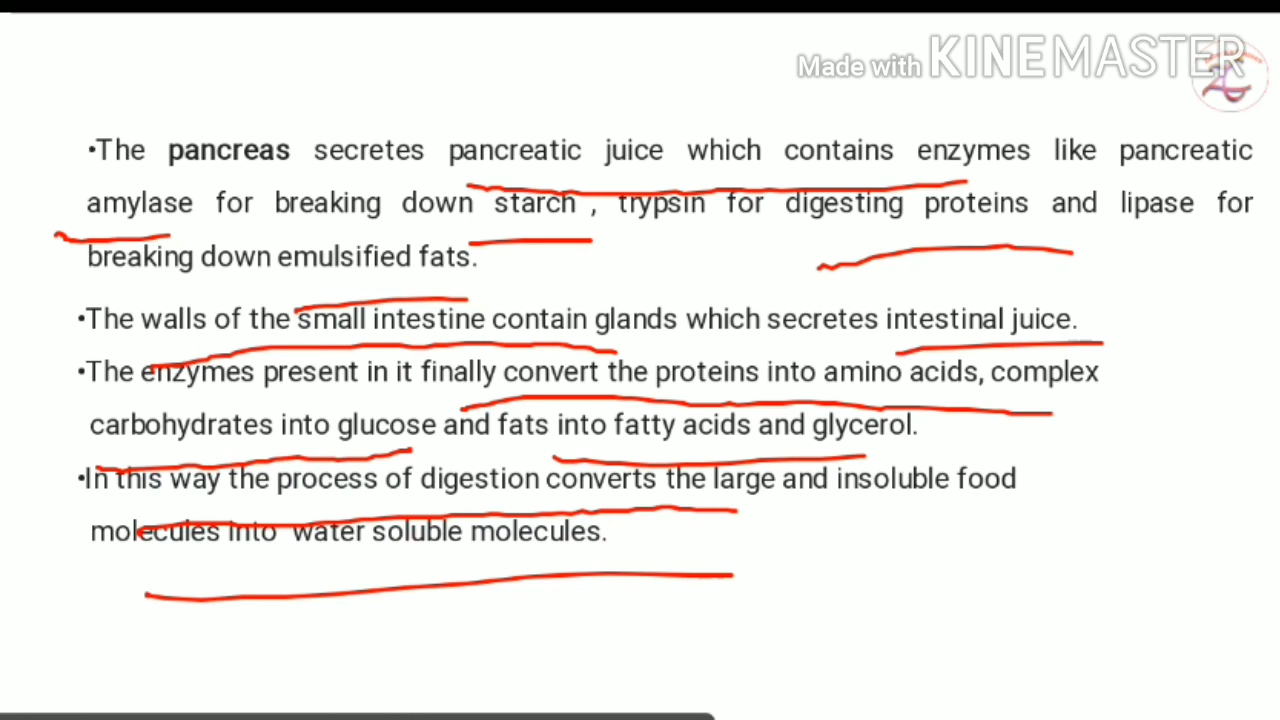 Made with KINEMASTER
•The pancreas secretes pancreatic juice which contains enzymes like pancreatic
amylase for breaking down starch , trypsin for digesting proteins and lipase for
breaking down emulsified fats.
•The walls of the small intestine contain glands which secretes intestinal juice.
•The enzymes present in it finally convert the proteins into amino acids, complex
carbohydrates into glucose and fats into fatty acids and glycerol.
•In this way the process of digestion converts the large and insoluble food
molecules into water soluble molecules.